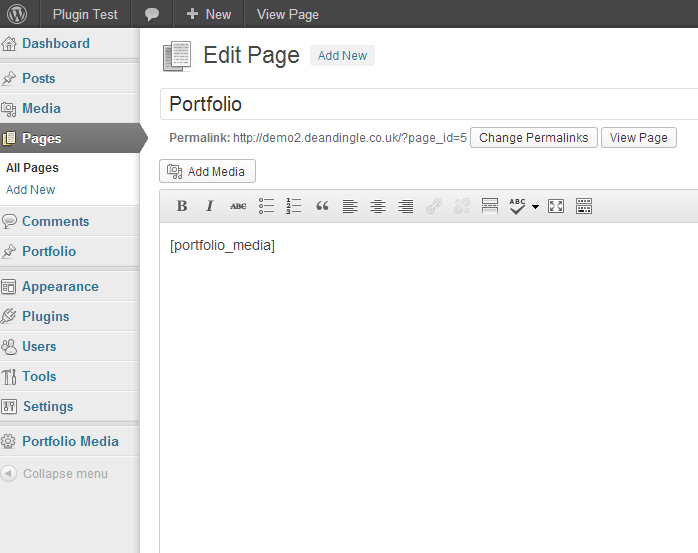 Plugin Test + New View Page
Dashboard
Posts
Media
Pages
All Pages
Add New
Comments
Portfolio
Appearance
Plugins
Users
Tools
Settings
Portfolio Media
Collapse menu
Edit Page Add New
Portfolio
Permalink: http://demo2.deandingle.co.uk/?page_id=5 Change Permalinks View Page
Add Media
B I ABC ABC
[portfolio_media]